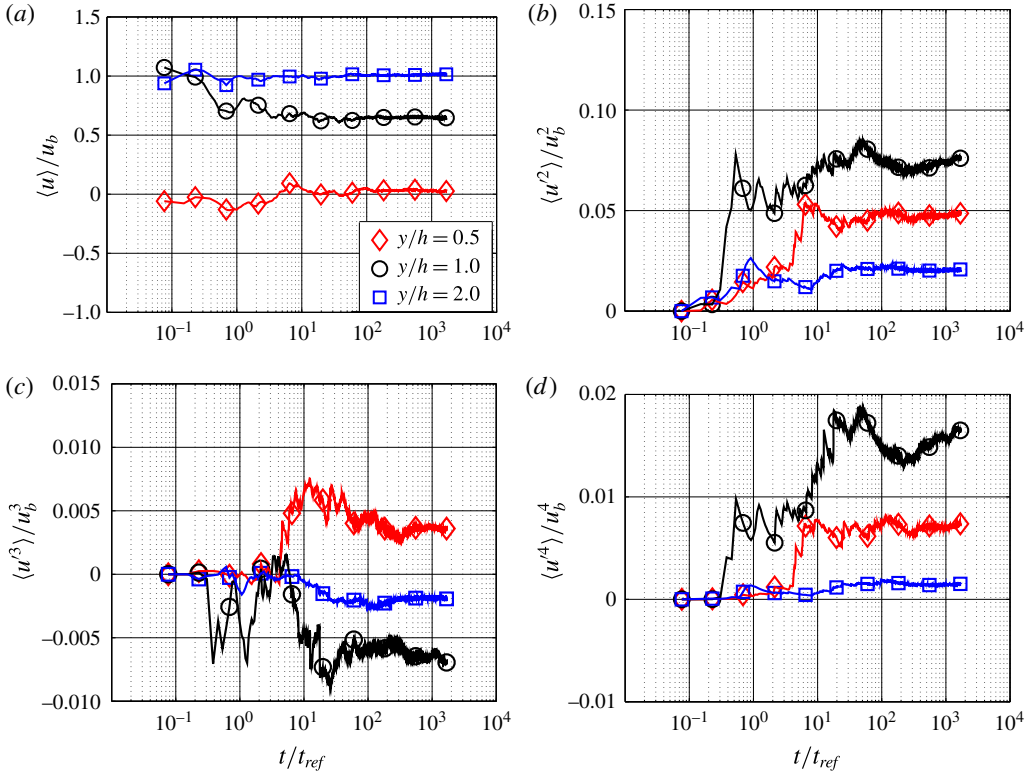 (a)
1.5
1.0
0.5
0
−0.5
−1.0
⟨u⟩/u_b
10^−1 10^0 10^1 10^2 10^3 10^4
y/h = 0.5
y/h = 1.0
y/h = 2.0
(b)
0.15
0.10
0.05
0
⟨u′^2⟩/u_b^2
10^−1 10^0 10^1 10^2 10^3 10^4
(c)
0.015
0.010
0.005
0
−0.005
−0.010
⟨u′^3⟩/u_b^3
10^−1 10^0 10^1 10^2 10^3 10^4
t/t_ref
(d)
0.02
0.01
0
−0.01
⟨u′^4⟩/u_b^4
10^−1 10^0 10^1 10^2 10^3 10^4
t/t_ref